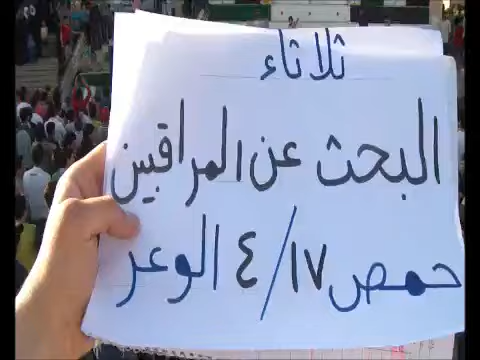 ثلاثاء
البحث عن المراقبين
حمص ١٧/٤ الوعر